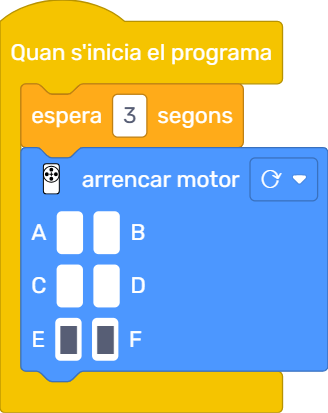 Quan s'inicia el programa
espera 3 segons
arrencar motor
A B
C D
E F